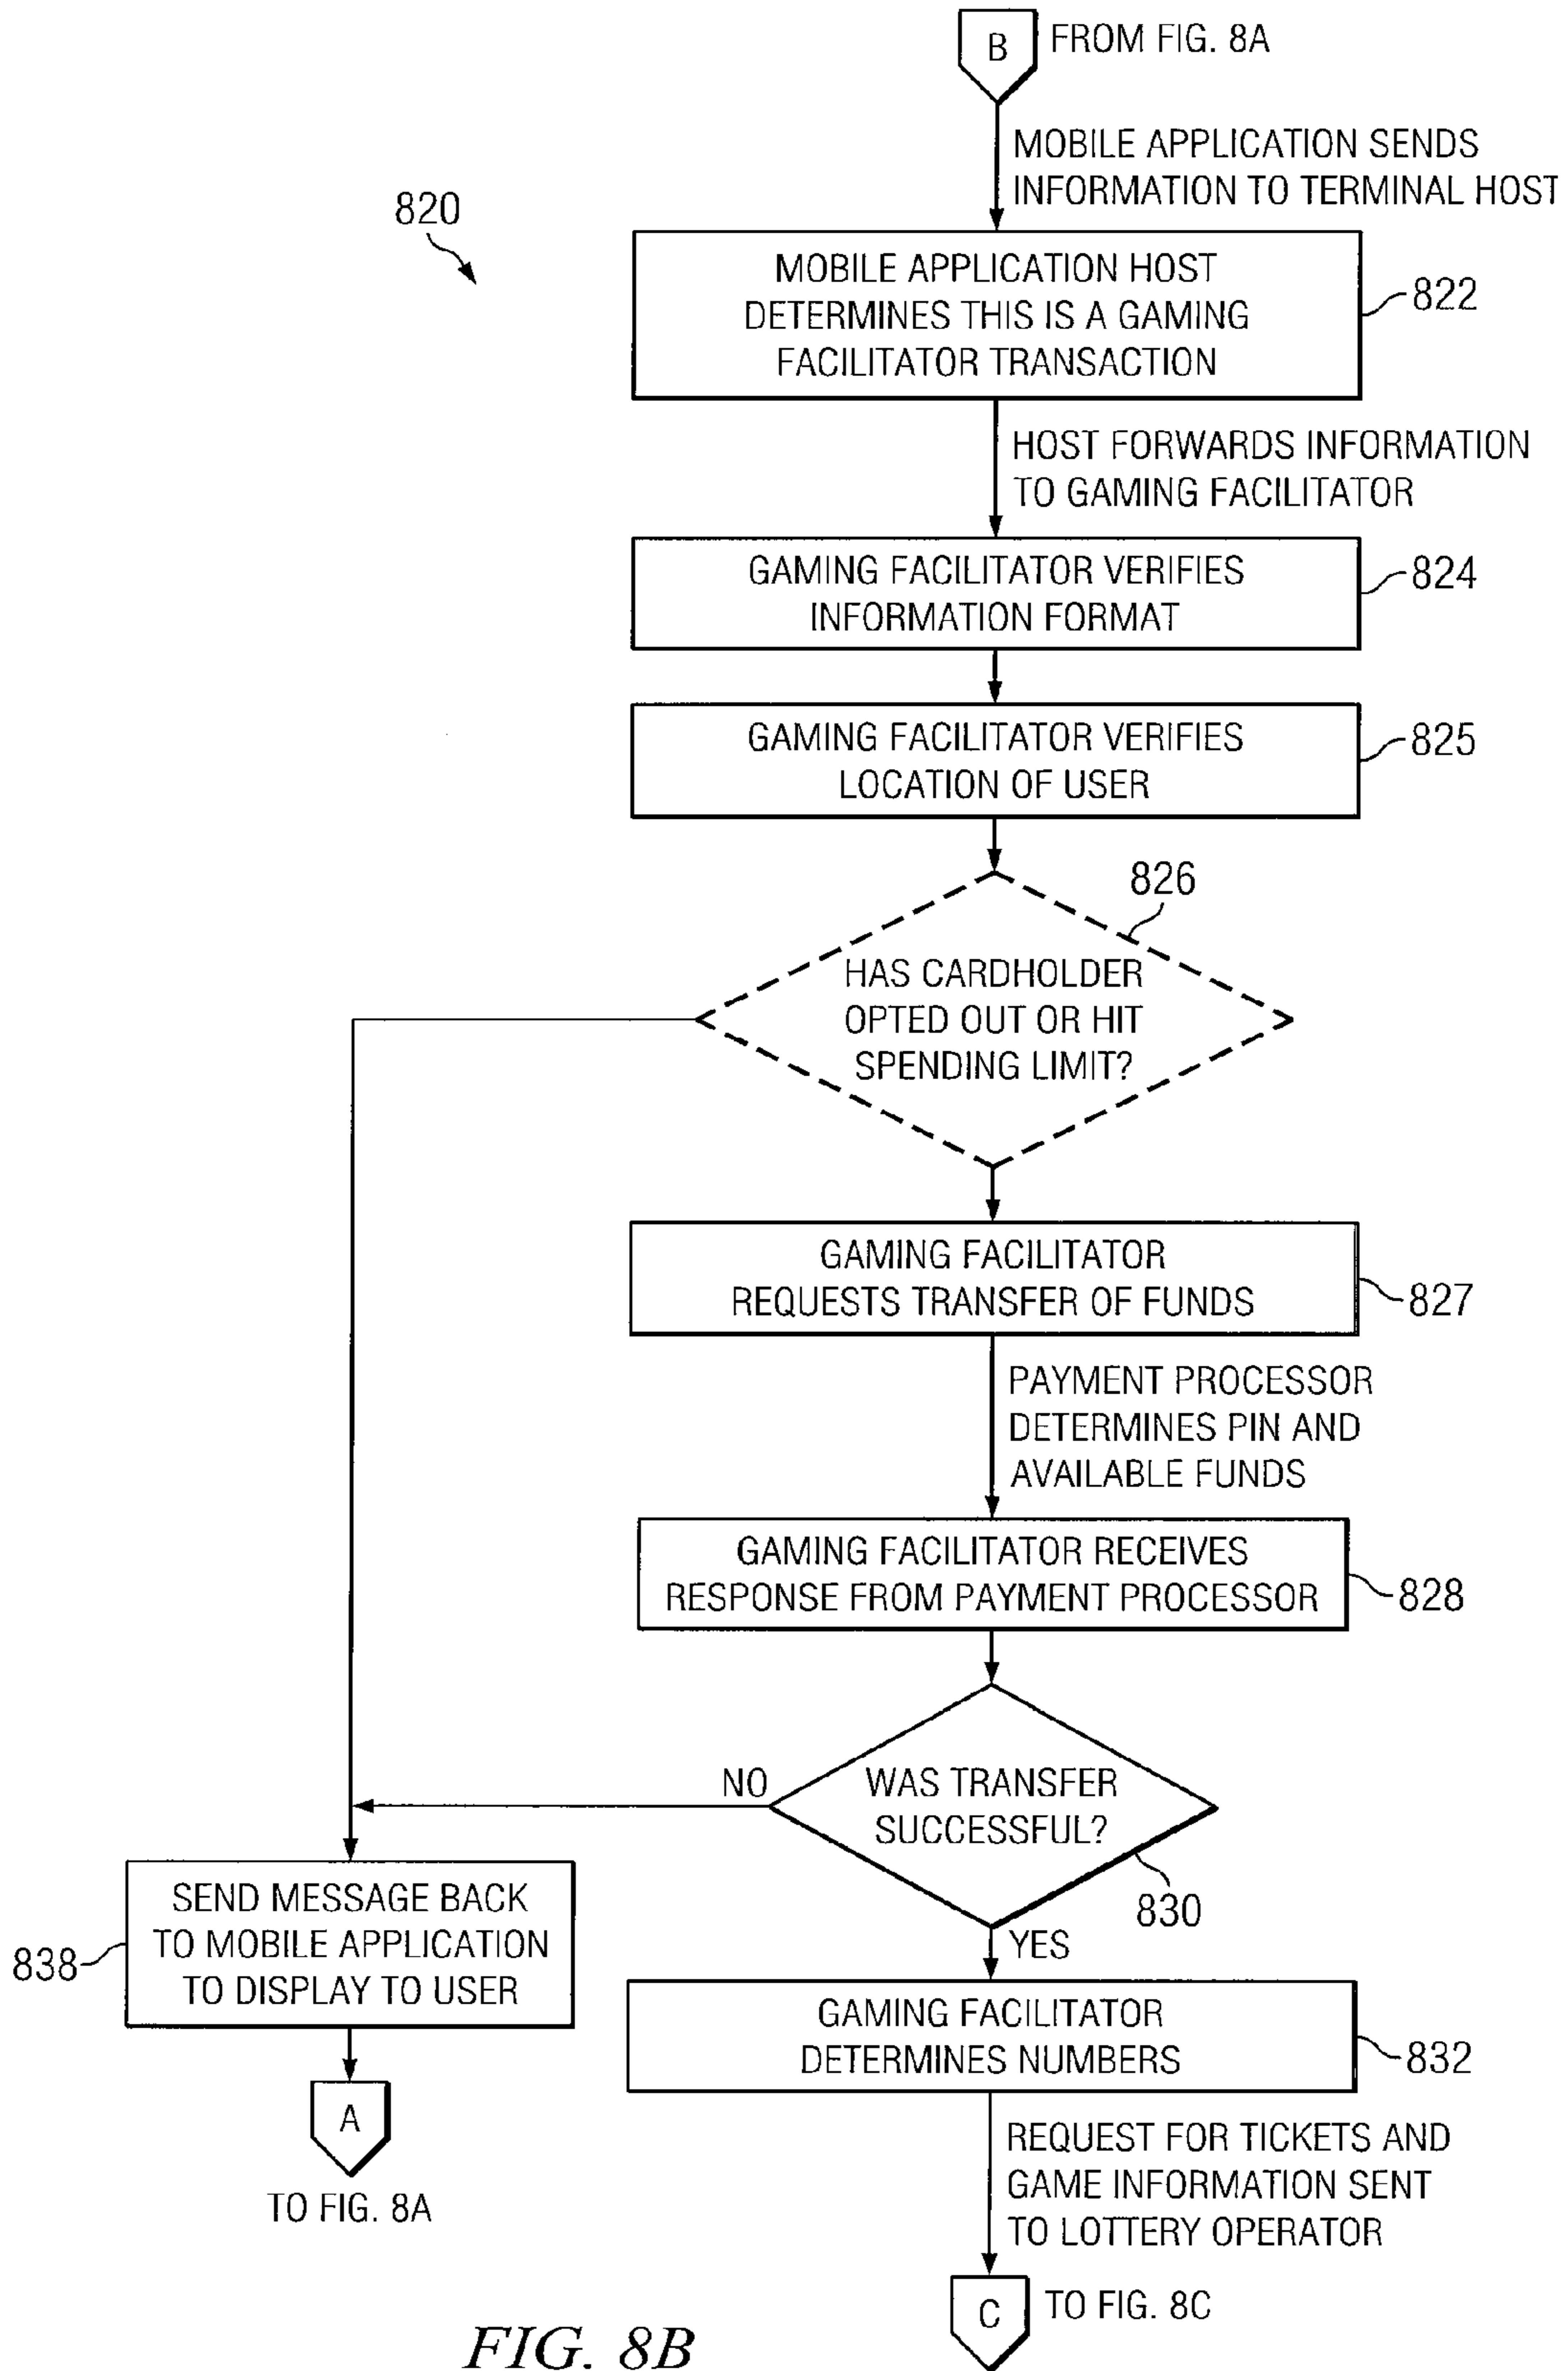 B
FROM FIG. 8A
MOBILE APPLICATION SENDS
INFORMATION TO TERMINAL HOST
820
MOBILE APPLICATION HOST
DETERMINES THIS IS A GAMING
FACILITATOR TRANSACTION
822
HOST FORWARDS INFORMATION
TO GAMING FACILITATOR
GAMING FACILITATOR VERIFIES
INFORMATION FORMAT
824
GAMING FACILITATOR VERIFIES
LOCATION OF USER
825
826
HAS CARDHOLDER
OPTED OUT OR HIT
SPENDING LIMIT?
GAMING FACILITATOR
REQUESTS TRANSFER OF FUNDS
827
PAYMENT PROCESSOR
DETERMINES PIN AND
AVAILABLE FUNDS
GAMING FACILITATOR RECEIVES
RESPONSE FROM PAYMENT PROCESSOR
828
NO
WAS TRANSFER
SUCCESSFUL?
830
YES
SEND MESSAGE BACK
TO MOBILE APPLICATION
TO DISPLAY TO USER
838
GAMING FACILITATOR
DETERMINES NUMBERS
832
A
TO FIG. 8A
REQUEST FOR TICKETS AND
GAME INFORMATION SENT
TO LOTTERY OPERATOR
C
TO FIG. 8C
FIG. 8B